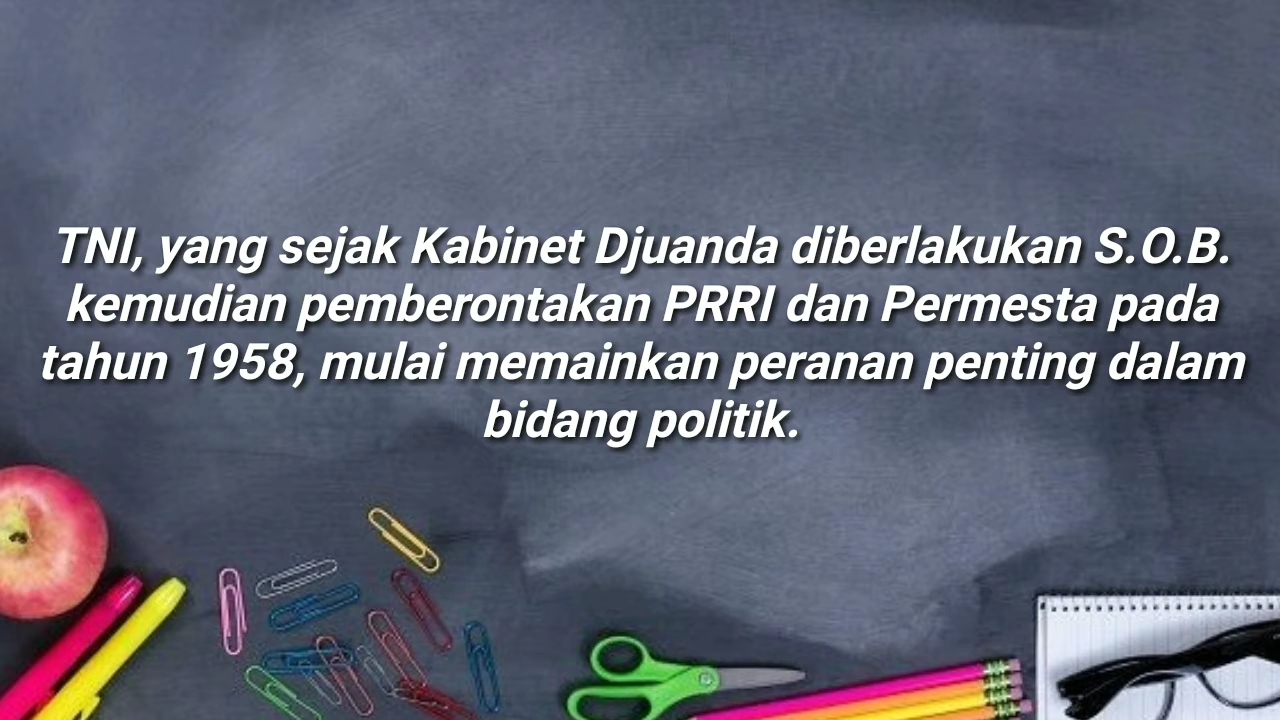 TNI, yang sejak Kabinet Djuanda diberlakukan S.O.B.
kemudian pemberontakan PRRI dan Permesta pada
tahun 1958, mulai memainkan peranan penting dalam
bidang politik.